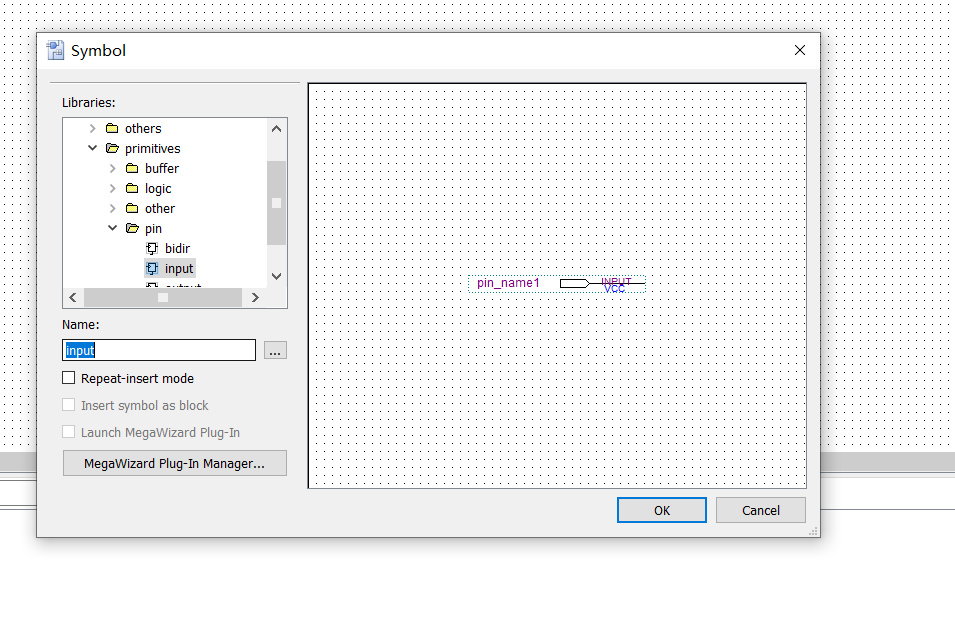 Symbol
Libraries:
others
primitives
buffer
logic
other
pin
bidir
input
output
Name:
input
...
Repeat-insert mode
Insert symbol as block
Launch MegaWizard Plug-In
MegaWizard Plug-In Manager...
pin_name1
INPUT
VCC
OK
Cancel